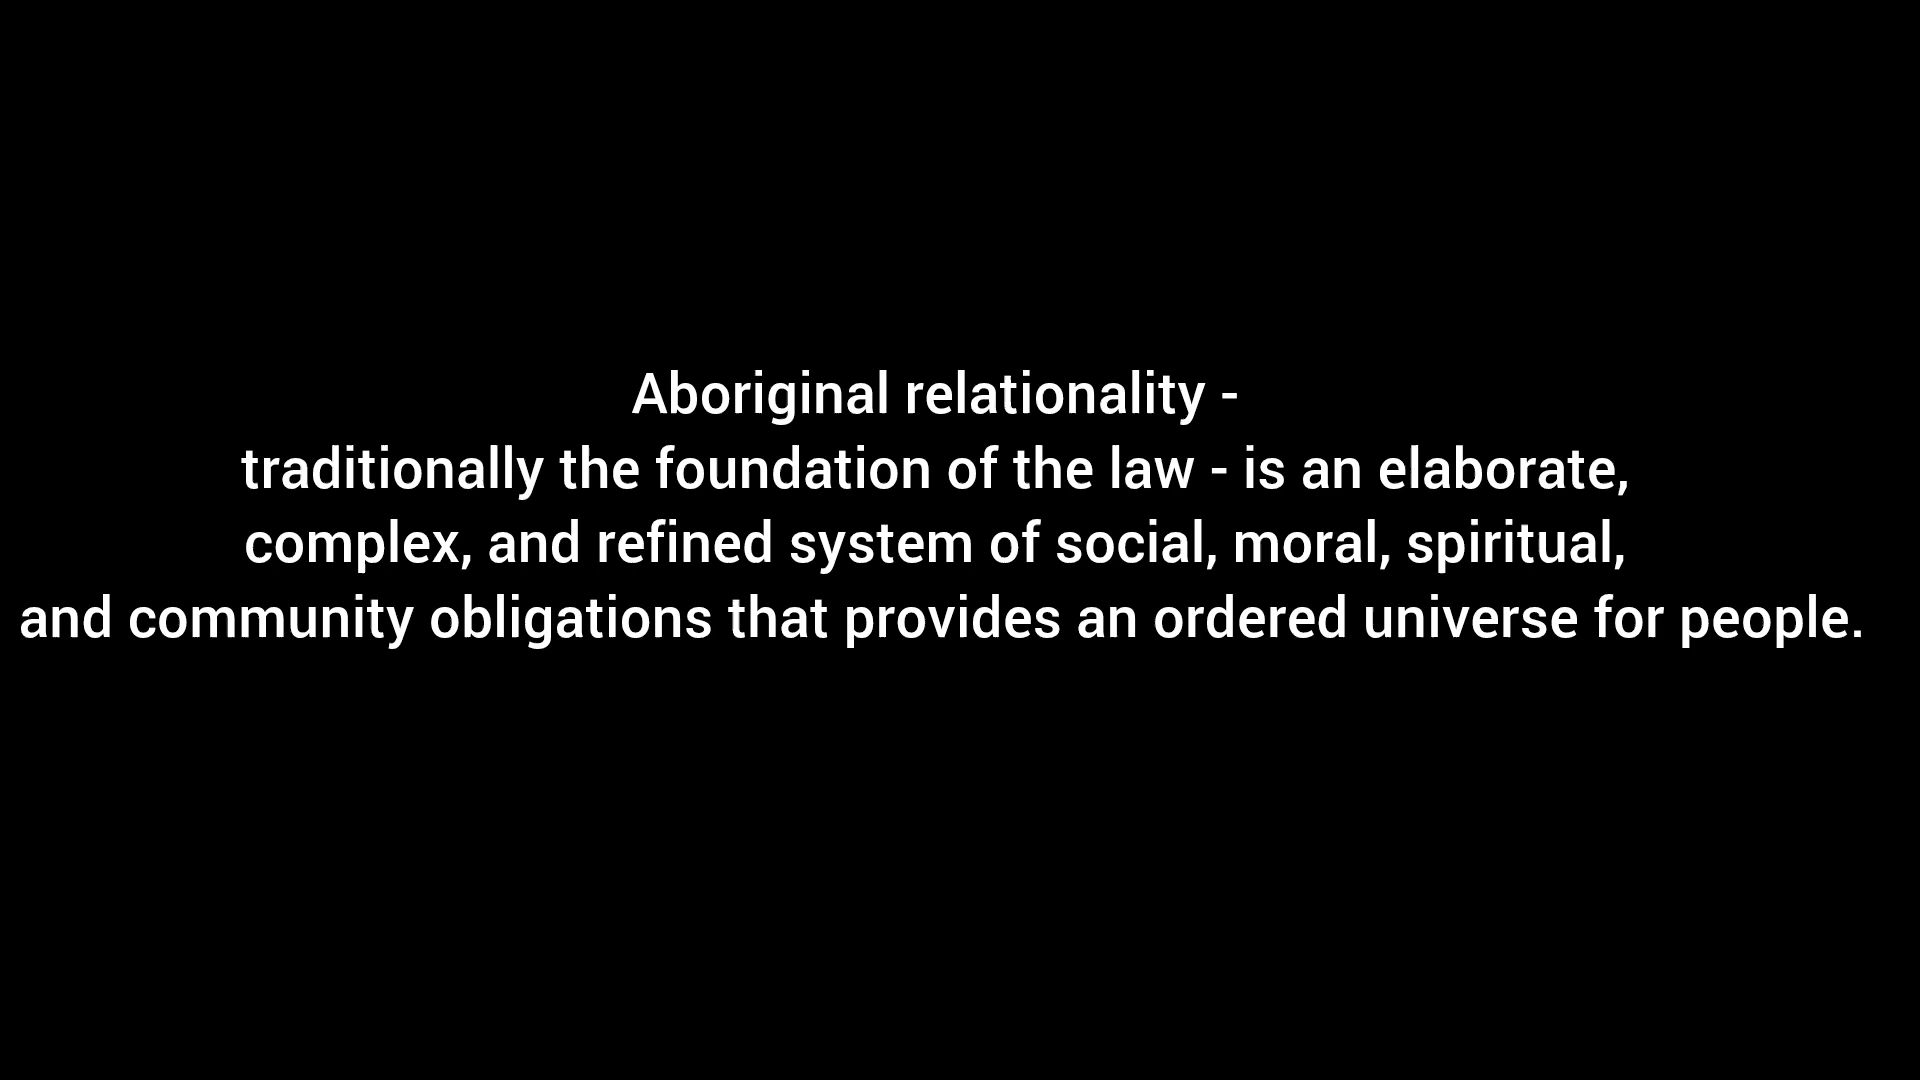 Aboriginal relationality -
traditionally the foundation of the law - is an elaborate,
complex, and refined system of social, moral, spiritual,
and community obligations that provides an ordered universe for people.